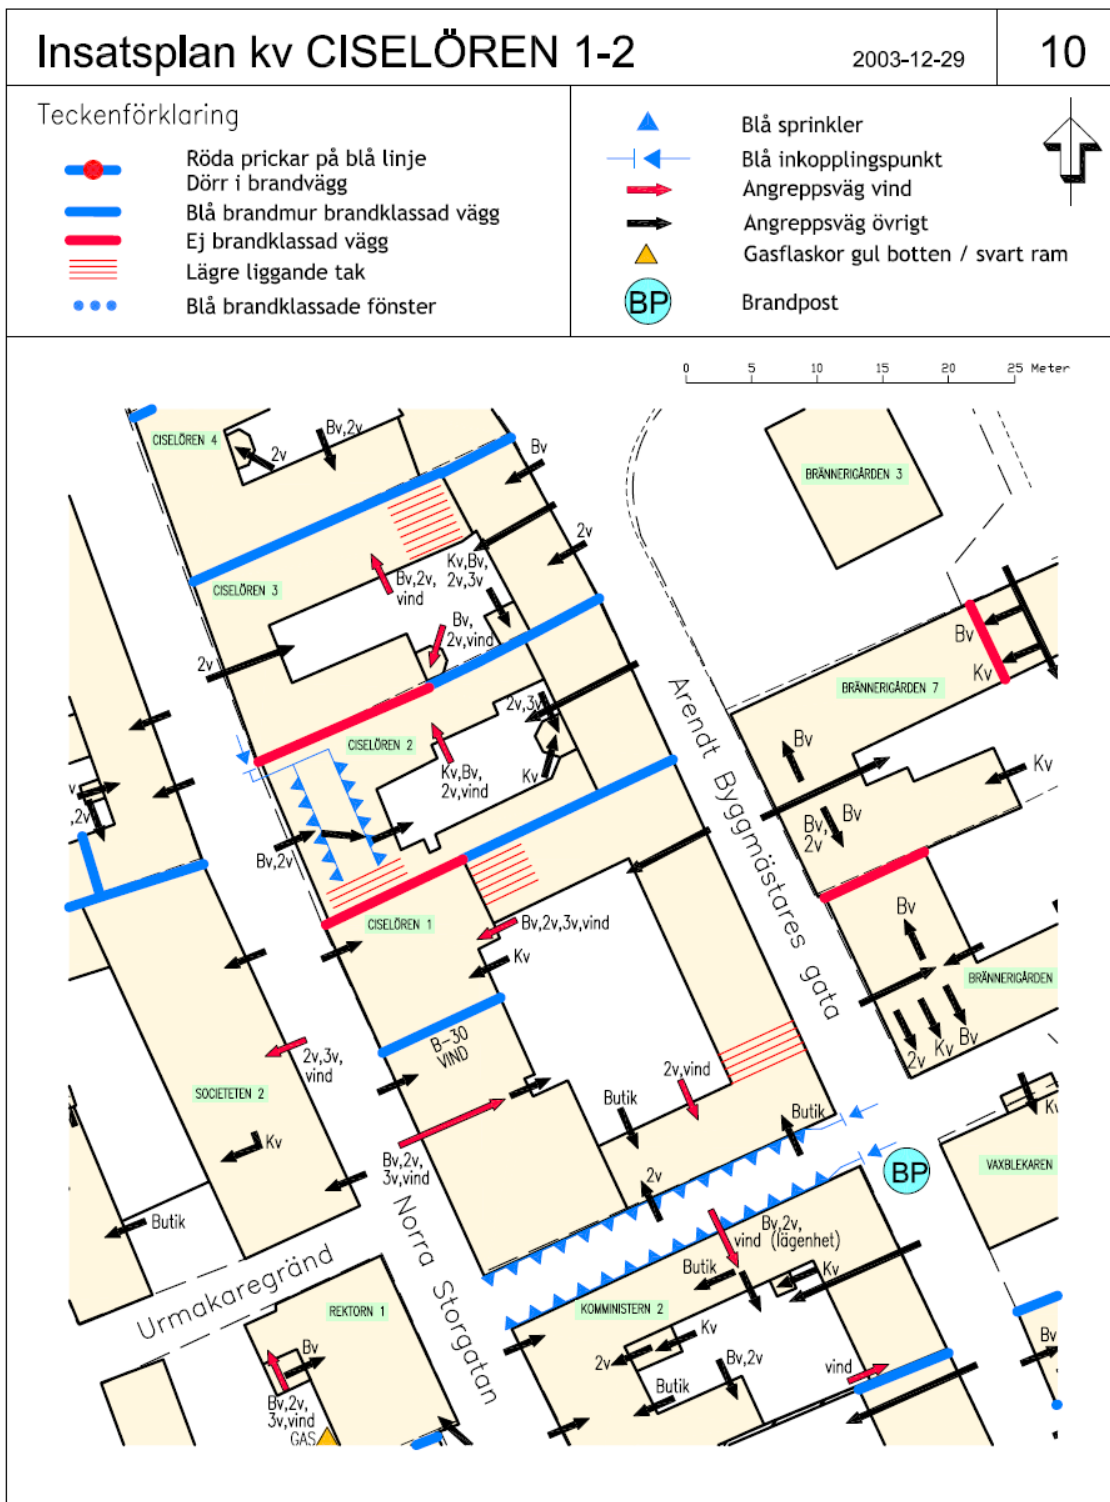 Insatsplan kv CISELÖREN 1-2
2003-12-29
10
Teckenförklaring
Röda prickar på blå linje
Dörr i brandvägg
Blå brandmur brandklassad vägg
Ej brandklassad vägg
Lägre liggande tak
Blå brandklassade fönster
Blå sprinkler
Blå inkopplingspunkt
Angreppsväg vind
Angreppsväg övrigt
Gasflaskor gul botten / svart ram
BP
Brandpost
0 5 10 15 20 25 Meter
CISELÖREN 4
2v
Bv,2v
Bv
BRÄNNERIGÅRDEN 3
2v
CISELÖREN 3
Bv,2v,
vind
Kv,Bv,
2v,3v
Bv,
2v,vind
2v
Bv
Kv
BRÄNNERIGÅRDEN 7
Arendt Byggmästares gata
CISELÖREN 2
2v,3v
Kv,Bv,
2v,vind
Kv
Bv
Kv
v
,2v
Bv,2v
Bv
Bv,
2v
CISELÖREN 1
Bv,2v,3v,vind
Kv
Bv
BRÄNNERIGÅRDEN
B-30
VIND
2v
Kv
Bv
2v,3v,
vind
SOCIETETEN 2
Kv
2v,vind
Butik
Butik
Kv
Bv,2v,
3v,vind
2v
BP
VAXBLEKAREN
Butik
Norra Storgatan
Urmakaregränd
Bv,2v,
vind (lägenhet)
Butik
Kv
REKTORN 1
KOMMINISTERN 2
Kv
2v
Bv
Bv,2v
vind
Bv
Butik
Bv,2v,
3v,vind
GAS